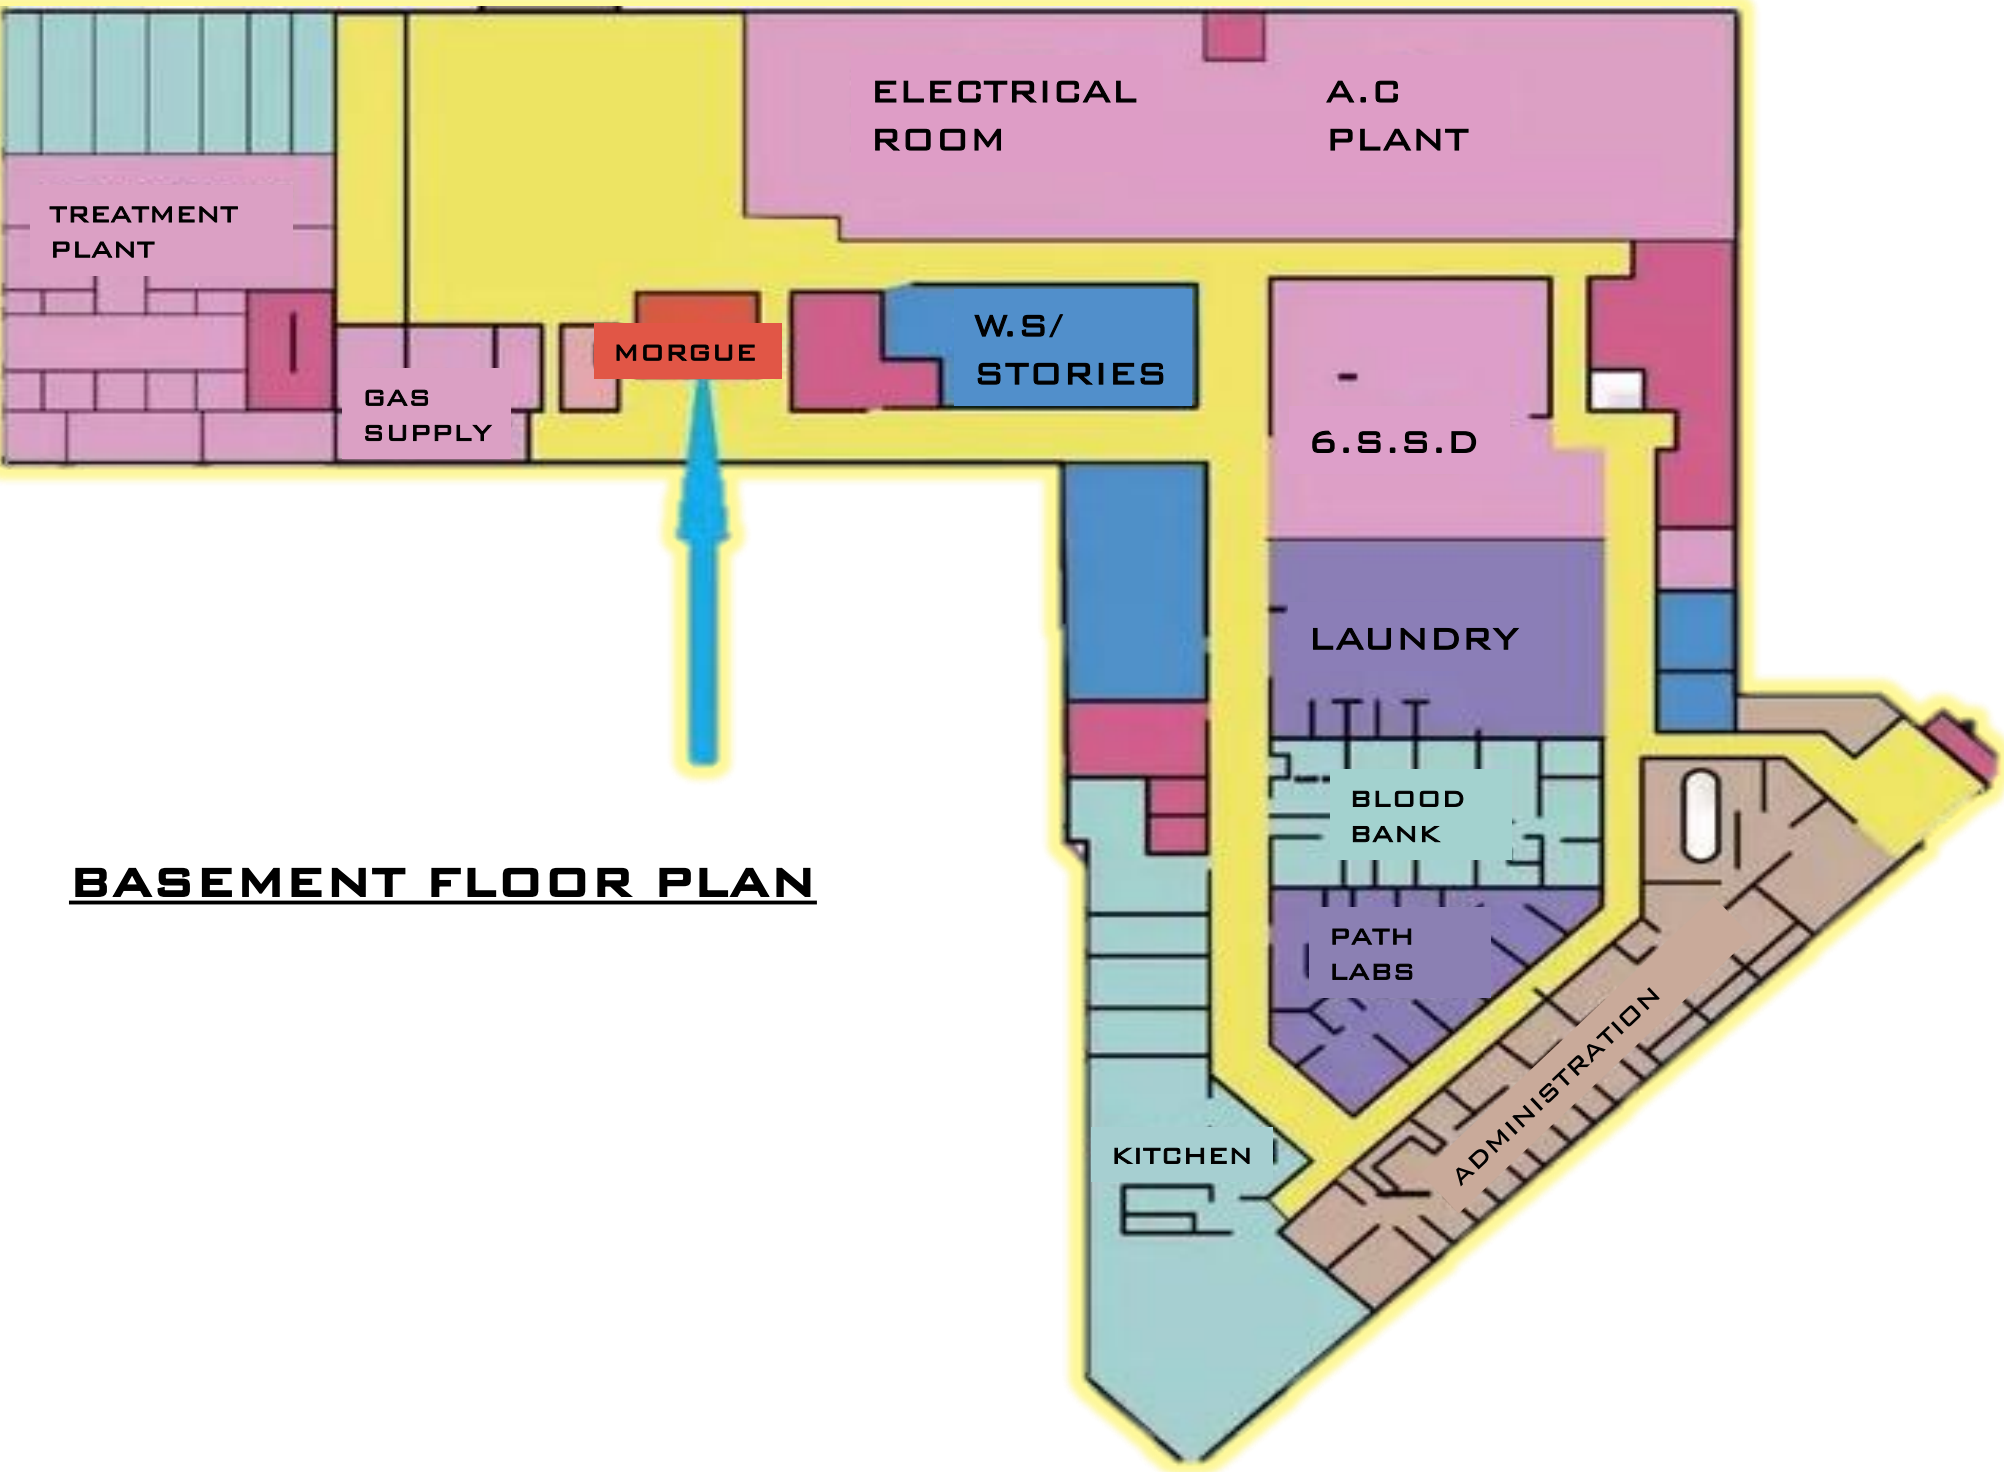 ELECTRICAL
ROOM
A.C
PLANT
TREATMENT
PLANT
MORGUE
W.S/
STORIES
GAS
SUPPLY
6.S.S.D
LAUNDRY
BLOOD
BANK
BASEMENT FLOOR PLAN
PATH
LABS
ADMINISTRATION
KITCHEN